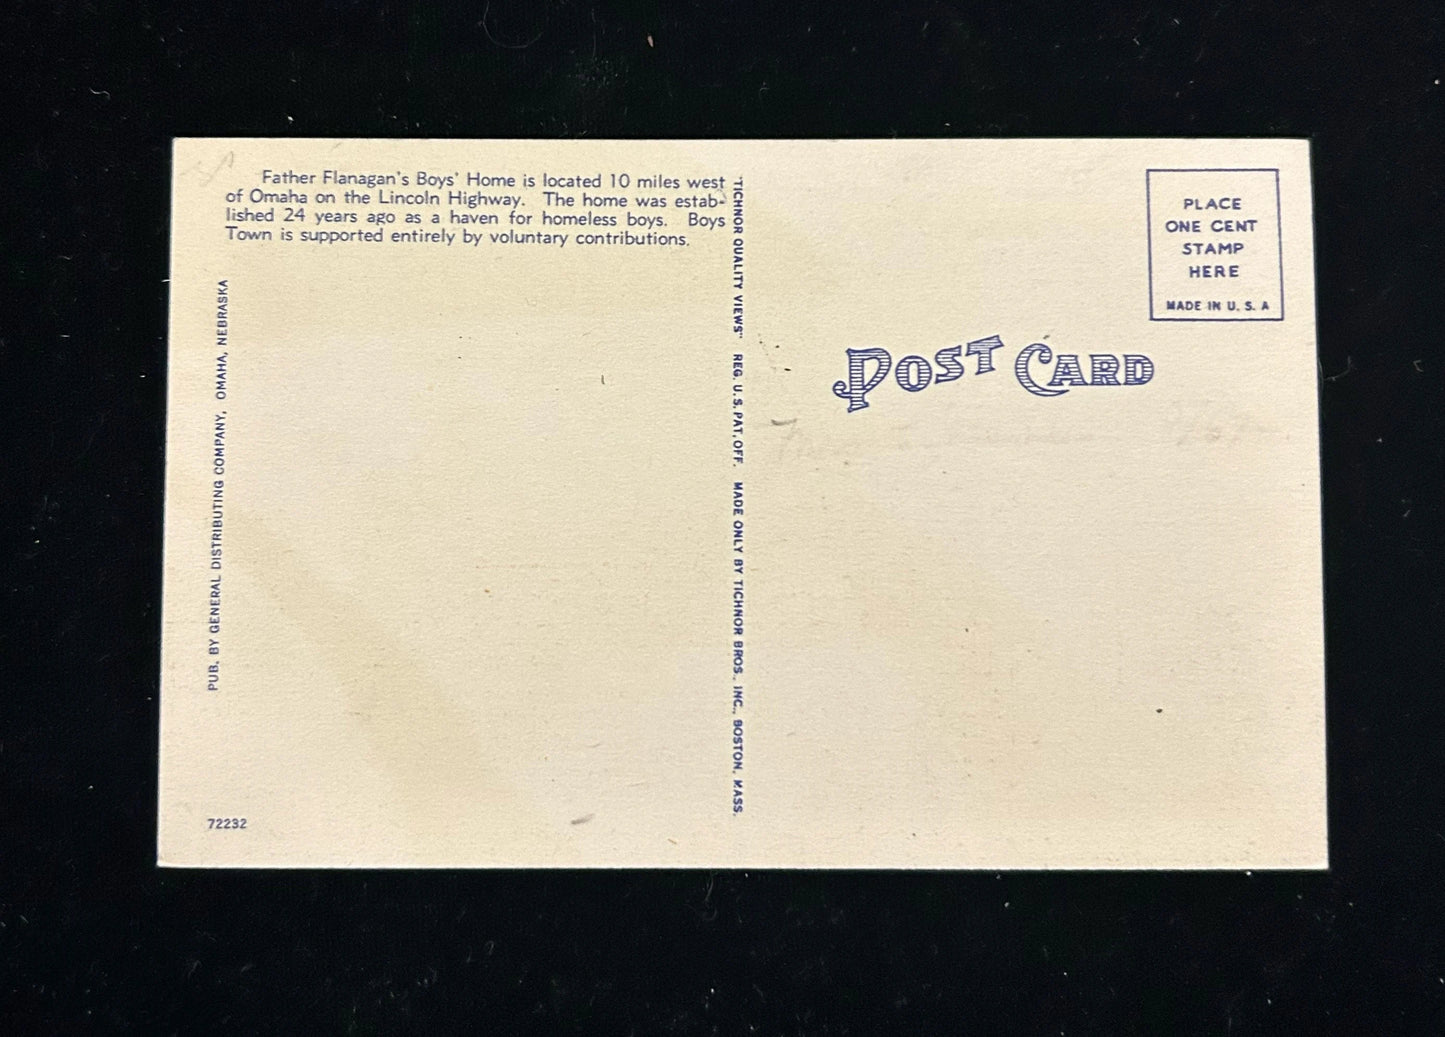 Father Flanagan's Boys' Home is located 10 miles west
of Omaha on the Lincoln Highway. The home was estab-
lished 24 years ago as a haven for homeless boys. Boys
Town is supported entirely by voluntary contributions.
PUB. BY GENERAL DISTRIBUTING COMPANY, OMAHA, NEBRASKA
72232
"TICHNOR QUALITY VIEWS" REG. U.S. PAT. OFF. MADE ONLY BY TICHNOR BROS., INC., BOSTON, MASS.
PLACE
ONE CENT
STAMP
HERE
MADE IN U. S. A
POST CARD